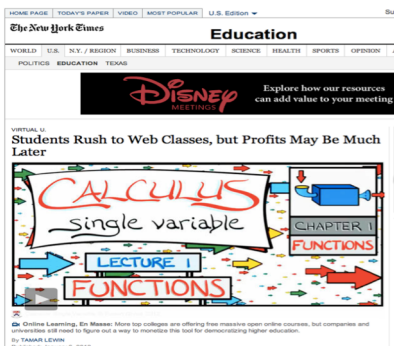 HOME PAGE TODAY'S PAPER VIDEO MOST POPULAR U.S. Edition
The New York Times
Education
WORLD U.S. N.Y. / REGION BUSINESS TECHNOLOGY SCIENCE HEALTH SPORTS OPINION
POLITICS EDUCATION TEXAS
Disney
MEETINGS
Explore how our resources
can add value to your meeting
VIRTUAL U.
Students Rush to Web Classes, but Profits May Be Much
Later
CALCULUS
single variable
CHAPTER 1
FUNCTIONS
LECTURE 1
FUNCTIONS
Online Learning, En Masse: More top colleges are offering free massive open online courses, but companies and
universities still need to figure out a way to monetize this tool for democratizing higher education.
By TAMAR LEWIN